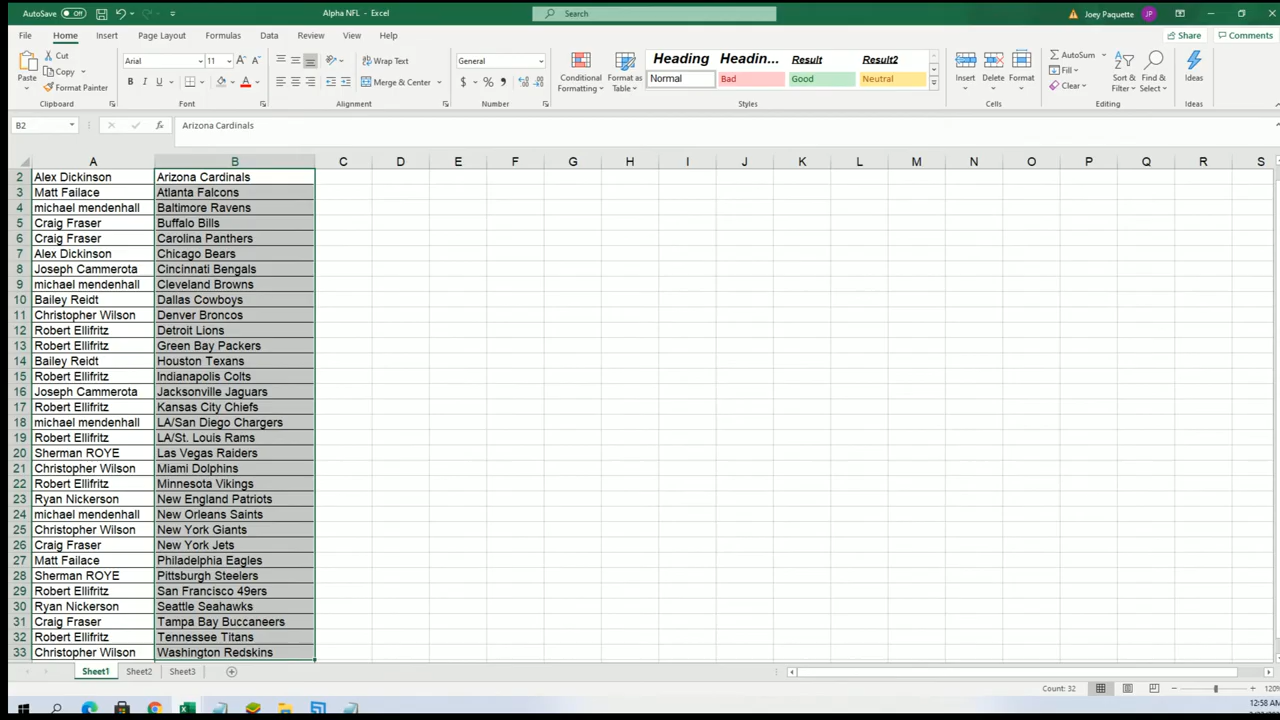 AutoSave Off Alpha NFL - Excel Search Joey Paquette JP
File Home Insert Page Layout Formulas Data Review View Help Share Comments
Paste Cut Copy Format Painter Clipboard
Arial 11 B I U Font
Wrap Text Merge & Center Alignment
General $ % Number
Conditional Formatting Format as Table Heading Headin... Result Result2 Normal Bad Good Neutral Styles
Insert Delete Format Cells
AutoSum Fill Clear Sort & Filter Find & Select Editing
Ideas Ideas
B2 fx Arizona Cardinals
A B C D E F G H I J K L M N O P Q R S
2 Alex Dickinson Arizona Cardinals
3 Matt Failace Atlanta Falcons
4 michael mendenhall Baltimore Ravens
5 Craig Fraser Buffalo Bills
6 Craig Fraser Carolina Panthers
7 Alex Dickinson Chicago Bears
8 Joseph Cammerota Cincinnati Bengals
9 michael mendenhall Cleveland Browns
10 Bailey Reidt Dallas Cowboys
11 Christopher Wilson Denver Broncos
12 Robert Ellifritz Detroit Lions
13 Robert Ellifritz Green Bay Packers
14 Bailey Reidt Houston Texans
15 Robert Ellifritz Indianapolis Colts
16 Joseph Cammerota Jacksonville Jaguars
17 Robert Ellifritz Kansas City Chiefs
18 michael mendenhall LA/San Diego Chargers
19 Robert Ellifritz LA/St. Louis Rams
20 Sherman ROYE Las Vegas Raiders
21 Christopher Wilson Miami Dolphins
22 Robert Ellifritz Minnesota Vikings
23 Ryan Nickerson New England Patriots
24 michael mendenhall New Orleans Saints
25 Christopher Wilson New York Giants
26 Craig Fraser New York Jets
27 Matt Failace Philadelphia Eagles
28 Sherman ROYE Pittsburgh Steelers
29 Robert Ellifritz San Francisco 49ers
30 Ryan Nickerson Seattle Seahawks
31 Craig Fraser Tampa Bay Buccaneers
32 Robert Ellifritz Tennessee Titans
33 Christopher Wilson Washington Redskins
Sheet1 Sheet2 Sheet3
Count: 32 120%
12:58 AM